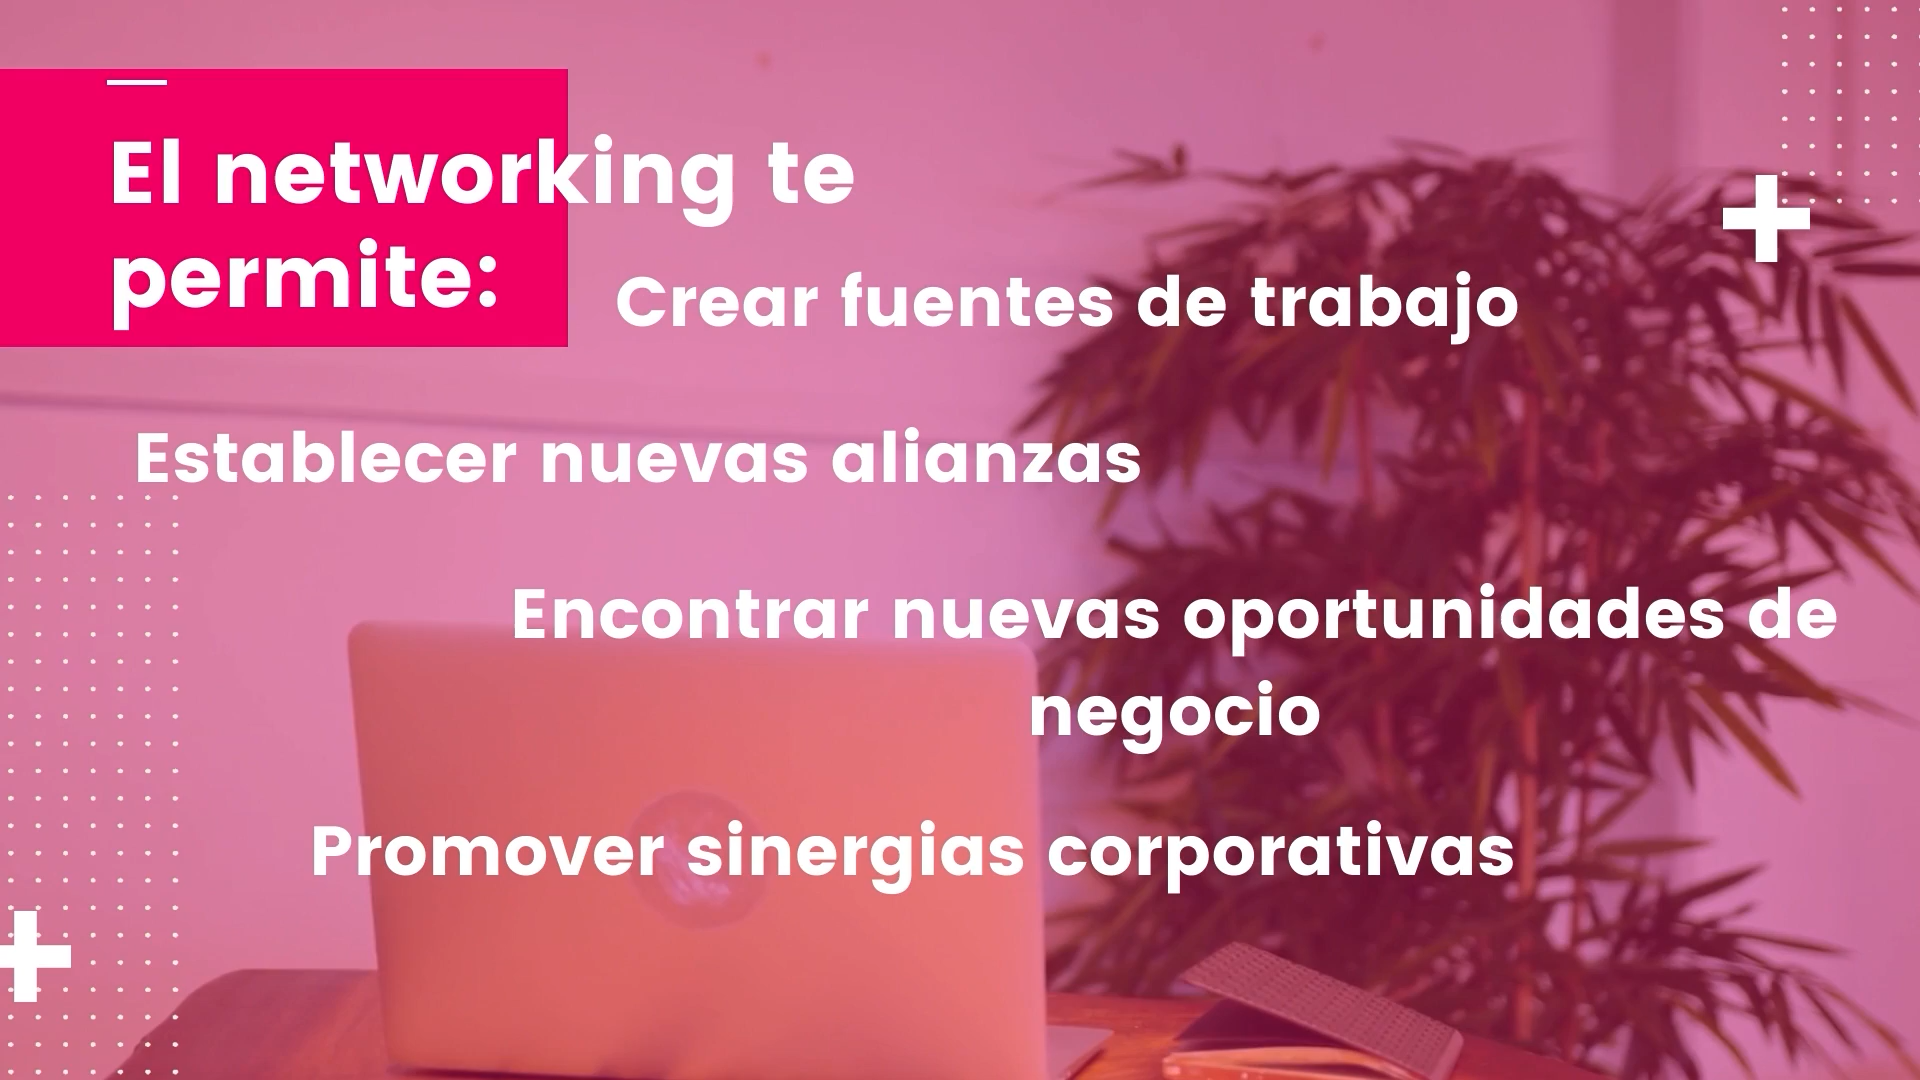 El networking te
permite:
Crear fuentes de trabajo
Establecer nuevas alianzas
Encontrar nuevas oportunidades de
negocio
Promover sinergias corporativas